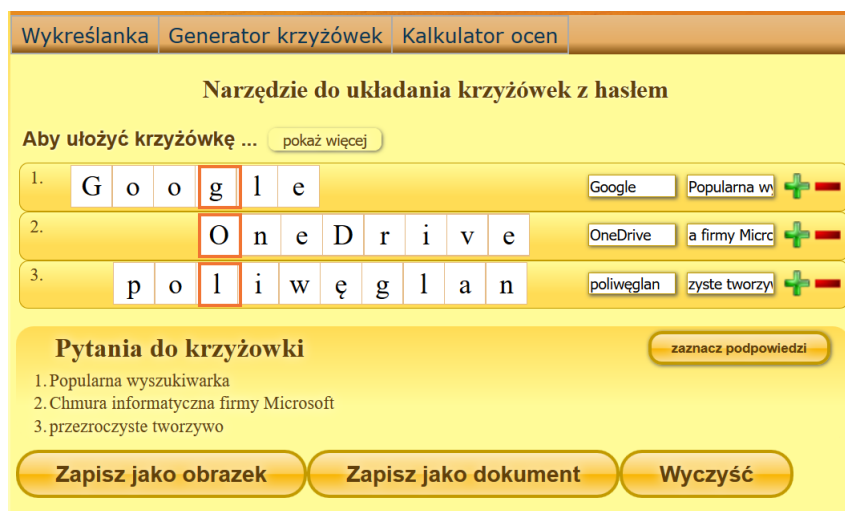 Wykreślanka Generator krzyżówek Kalkulator ocen
Narzędzie do układania krzyżówek z hasłem
Aby ułożyć krzyżówkę ... pokaż więcej
1. G o o g l e Google Popularna wy
2. O n e D r i v e OneDrive a firmy Micro
3. p o l i w ę g l a n poliwęglan zyste tworzyw
Pytania do krzyżowki zaznacz podpowiedzi
1. Popularna wyszukiwarka
2. Chmura informatyczna firmy Microsoft
3. przezroczyste tworzywo
Zapisz jako obrazek Zapisz jako dokument Wyczyść